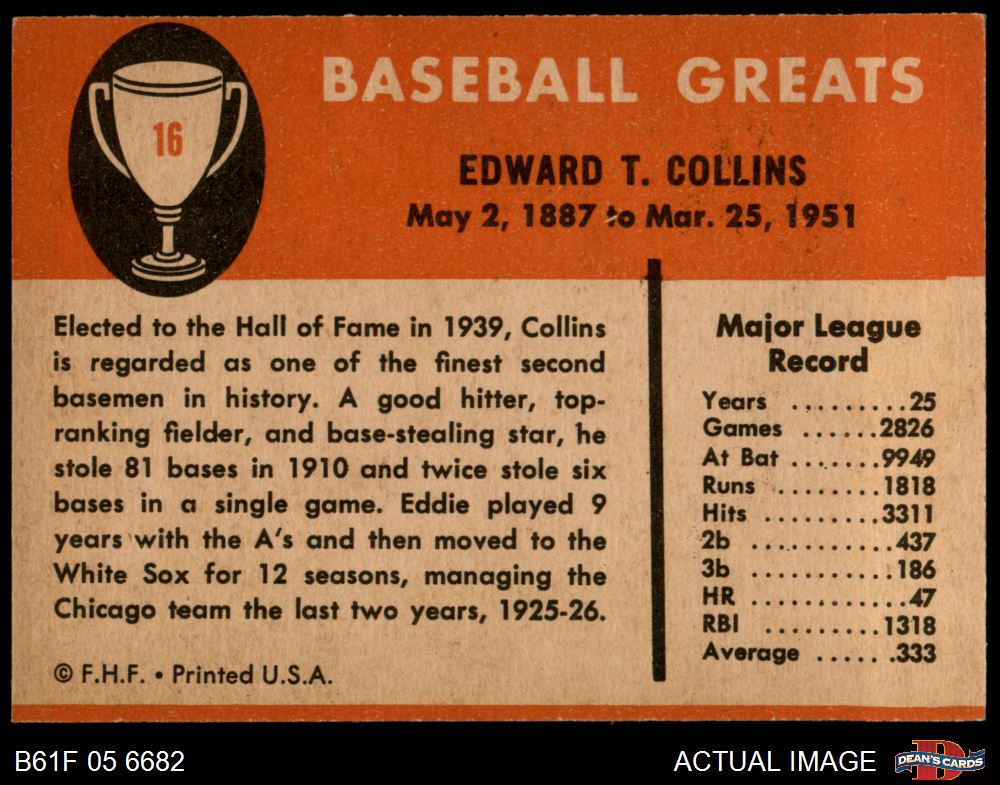 16
BASEBALL GREATS
EDWARD T. COLLINS
May 2, 1887 to Mar. 25, 1951
Elected to the Hall of Fame in 1939, Collins
is regarded as one of the finest second
basemen in history. A good hitter, top-
ranking fielder, and base-stealing star, he
stole 81 bases in 1910 and twice stole six
bases in a single game. Eddie played 9
years with the A's and then moved to the
White Sox for 12 seasons, managing the
Chicago team the last two years, 1925-26.
© F.H.F. • Printed U.S.A.
Major League
Record
Years .........25
Games ......2826
At Bat ........9949
Runs ........1818
Hits .........3311
2b ..........437
3b ..........186
HR ...........47
RBI .........1318
Average ......333
B61F 05 6682
ACTUAL IMAGE
D
DEAN'S CARDS